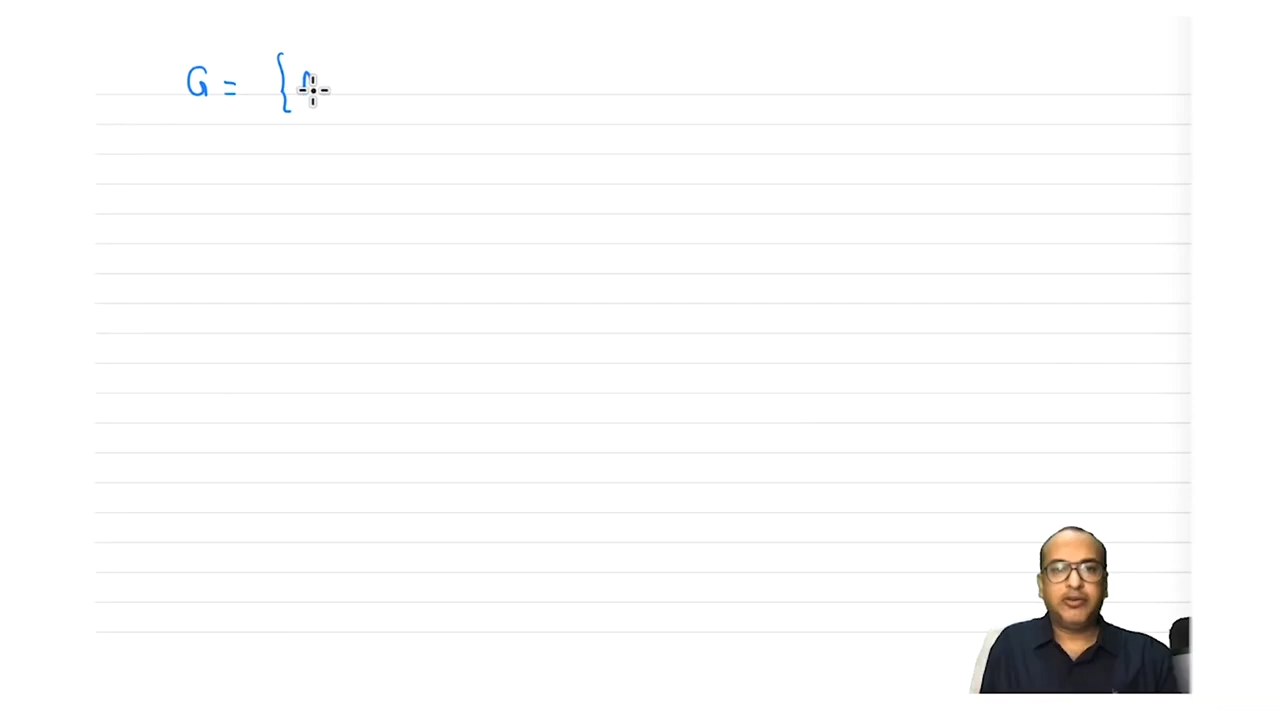 G = {